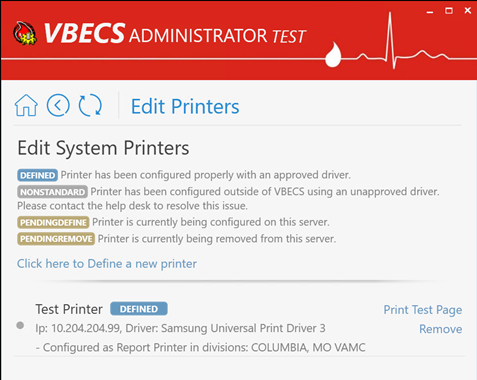 VBECS ADMINISTRATOR TEST
Edit Printers
Edit System Printers
DEFINED Printer has been configured properly with an approved driver.
NONSTANDARD Printer has been configured outside of VBECS using an unapproved driver.
Please contact the help desk to resolve this issue.
PENDINGDEFINE Printer is currently being configured on this server.
PENDINGREMOVE Printer is currently being removed from this server.
Click here to Define a new printer
Test Printer DEFINED Print Test Page
Ip: 10.204.204.99, Driver: Samsung Universal Print Driver 3 Remove
- Configured as Report Printer in divisions: COLUMBIA, MO VAMC